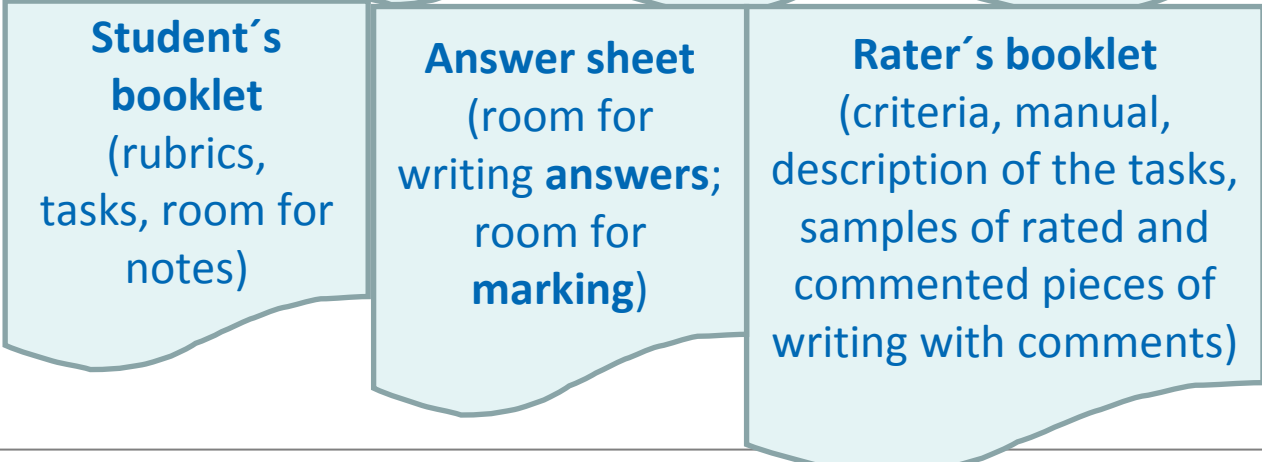 Student´s
booklet
(rubrics,
tasks, room for
notes)
Answer sheet
(room for
writing answers;
room for
marking)
Rater´s booklet
(criteria, manual,
description of the tasks,
samples of rated and
commented pieces of
writing with comments)